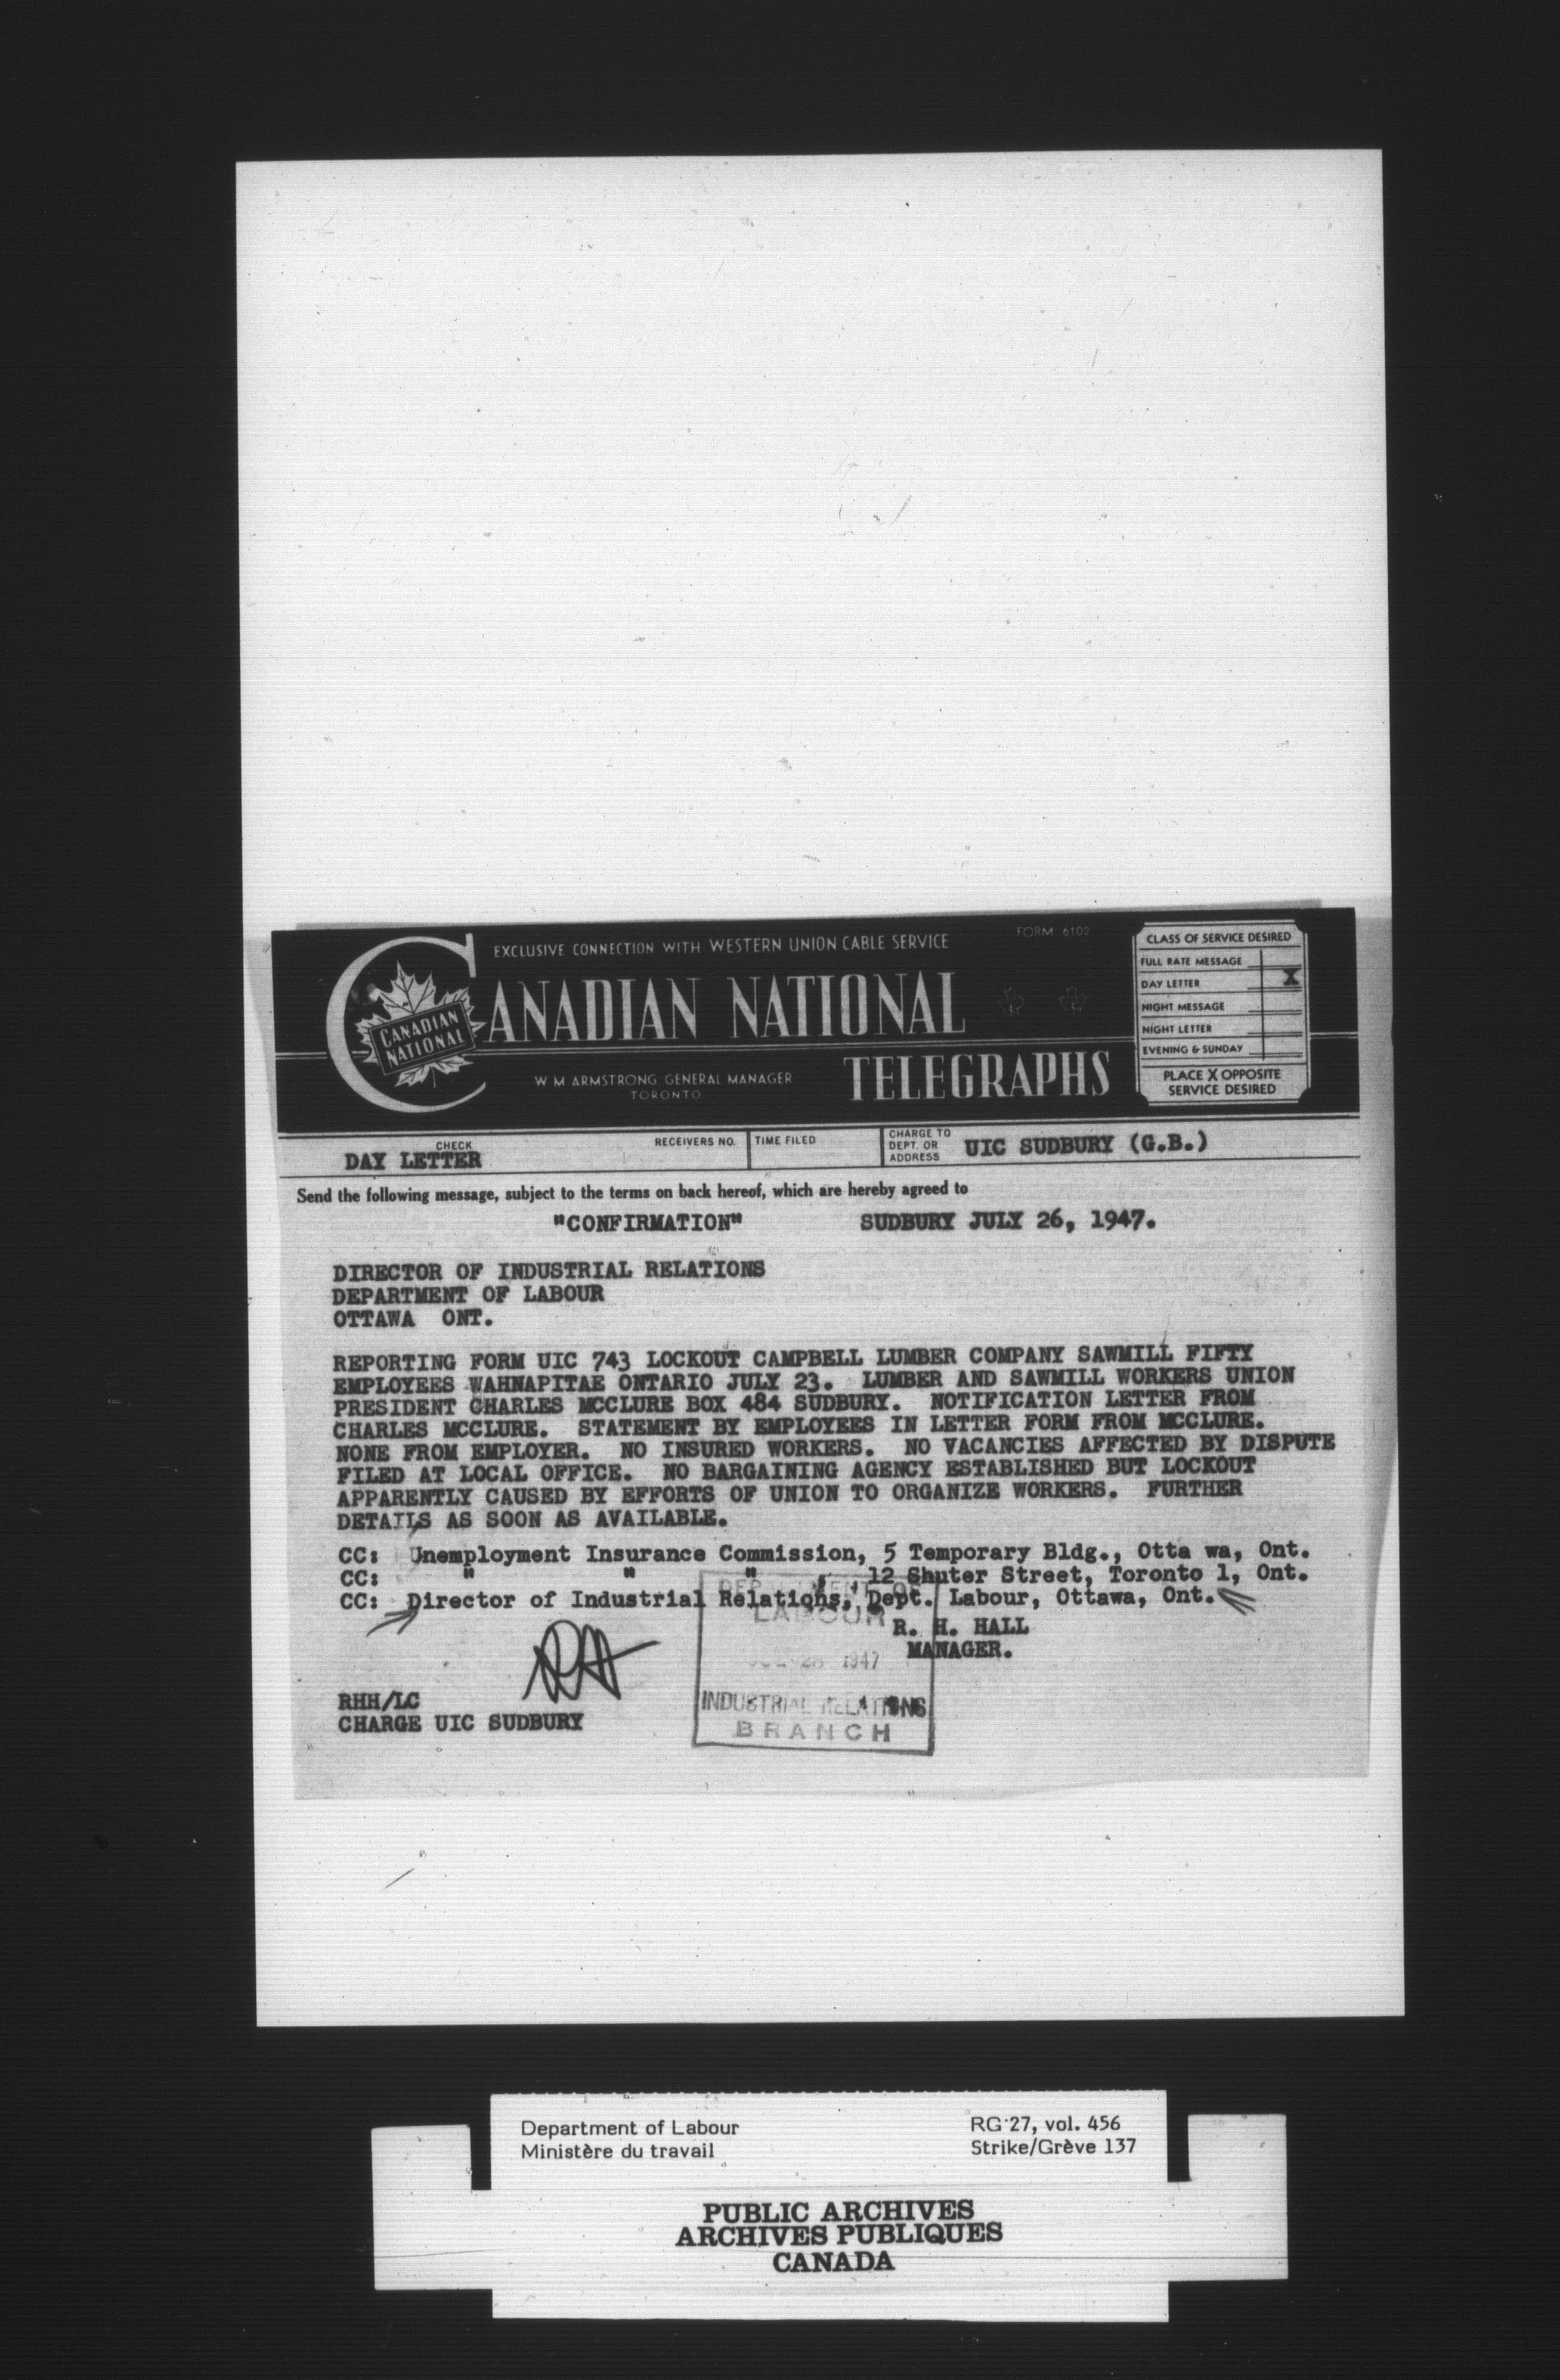 EXCLUSIVE CONNECTION WITH WESTERN UNION CABLE SERVICE
FORM 6102
CANADIAN NATIONAL
CANADIAN
NATIONAL
TELEGRAPHS
W M ARMSTRONG, GENERAL MANAGER
TORONTO
CLASS OF SERVICE DESIRED
FULL RATE MESSAGE
DAY LETTER X
NIGHT MESSAGE
NIGHT LETTER
EVENING & SUNDAY
PLACE X OPPOSITE
SERVICE DESIRED
CHECK
DAY LETTER
RECEIVERS NO.
TIME FILED
CHARGE TO
DEPT. OR
ADDRESS
UIC SUDBURY (G.B.)
Send the following message, subject to the terms on back hereof, which are hereby agreed to
"CONFIRMATION" SUDBURY JULY 26, 1947.
DIRECTOR OF INDUSTRIAL RELATIONS
DEPARTMENT OF LABOUR
OTTAWA ONT.
REPORTING FORM UIC 743 LOCKOUT CAMPBELL LUMBER COMPANY SAWMILL FIFTY
EMPLOYEES WAHNAPITAE ONTARIO JULY 23. LUMBER AND SAWMILL WORKERS UNION
PRESIDENT CHARLES MCCLURE BOX 484 SUDBURY. NOTIFICATION LETTER FROM
CHARLES MCCLURE. STATEMENT BY EMPLOYEES IN LETTER FORM FROM MCCLURE.
NONE FROM EMPLOYER. NO INSURED WORKERS. NO VACANCIES AFFECTED BY DISPUTE
FILED AT LOCAL OFFICE. NO BARGAINING AGENCY ESTABLISHED BUT LOCKOUT
APPARENTLY CAUSED BY EFFORTS OF UNION TO ORGANIZE WORKERS. FURTHER
DETAILS AS SOON AS AVAILABLE.
CC: Unemployment Insurance Commission, 5 Temporary Bldg., Otta wa, Ont.
CC: " " " , 12 Shuter Street, Toronto 1, Ont.
CC: Director of Industrial Relations, Dept. Labour, Ottawa, Ont.
R. H. HALL
MANAGER.
DEPARTMENT OF
LABOUR
JUL 28 1947
INDUSTRIAL RELATIONS
BRANCH
RHH
RHH/LC
CHARGE UIC SUDBURY
Department of Labour
Ministère du travail
RG 27, vol. 456
Strike/Grève 137
PUBLIC ARCHIVES
ARCHIVES PUBLIQUES
CANADA